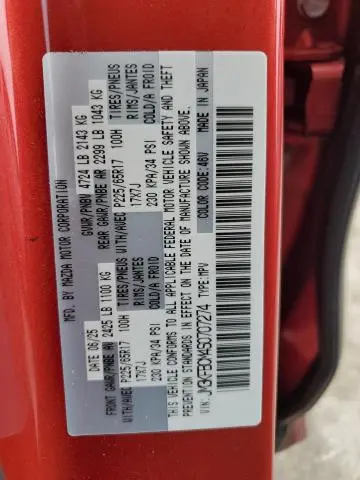 MFD. BY MAZDA MOTOR CORPORATION
DATE 06/25 GVWR/PNBV 4724 LB 2143 KG
FRONT GAWR/PNBE AV 2425 LB 1100 KG REAR GAWR/PNBE AR 2299 LB 1043 KG
WITH/AVEC P225/65R17 100H TIRES/PNEUS WITH/AVEC P225/65R17 100H TIRES/PNEUS
17X7J RIMS/JANTES 17X7J RIMS/JANTES
230 KPA/34 PSI COLD/A FROID 230 KPA/34 PSI COLD/A FROID
THIS VEHICLE CONFORMS TO ALL APPLICABLE FEDERAL MOTOR VEHICLE SAFETY AND THEFT
PREVENTION STANDARDS IN EFFECT ON THE DATE OF MANUFACTURE SHOWN ABOVE.
VIN: TYPE: MPV COLOR/CODE: 46V MADE IN JAPAN